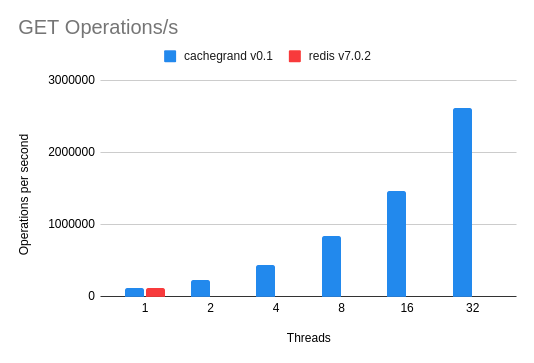 GET Operations/s
cachegrand v0.1 redis v7.0.2
Operations per second
3000000
2000000
1000000
0
1 2 4 8 16 32
Threads